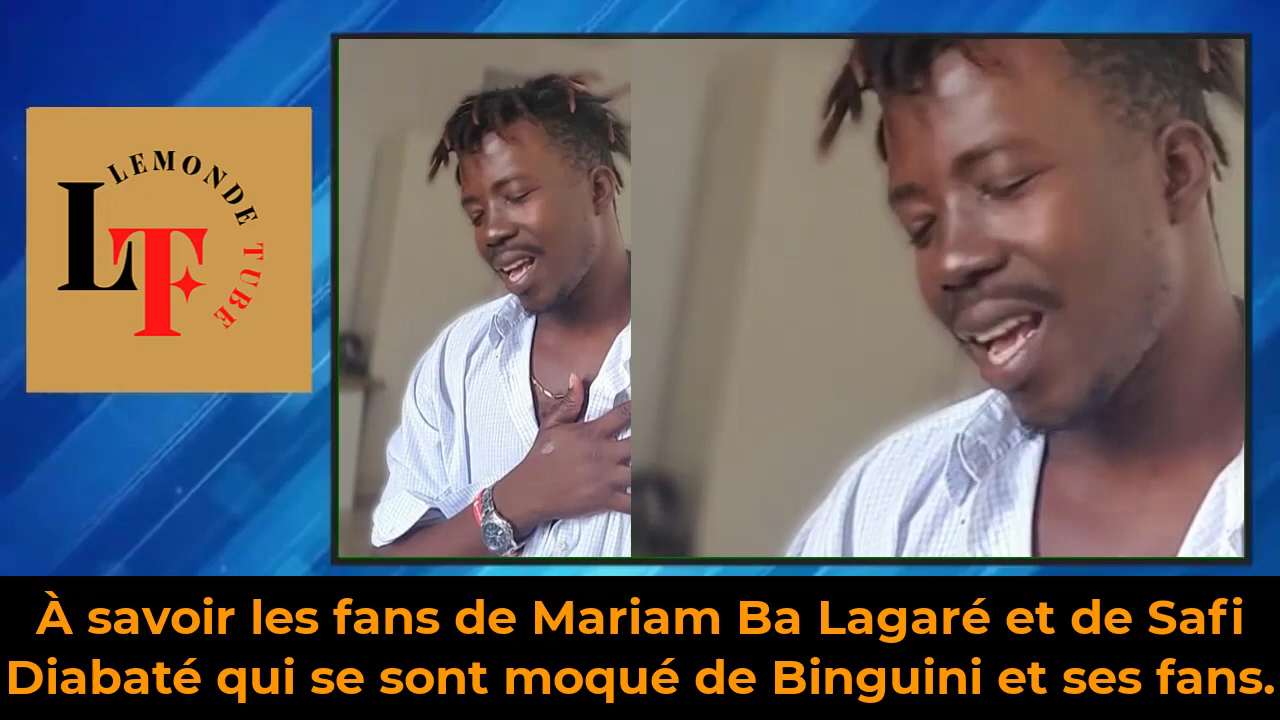 LEMONDE TUBE
LT
À savoir les fans de Mariam Ba Lagaré et de Safi
Diabaté qui se sont moqué de Binguini et ses fans.